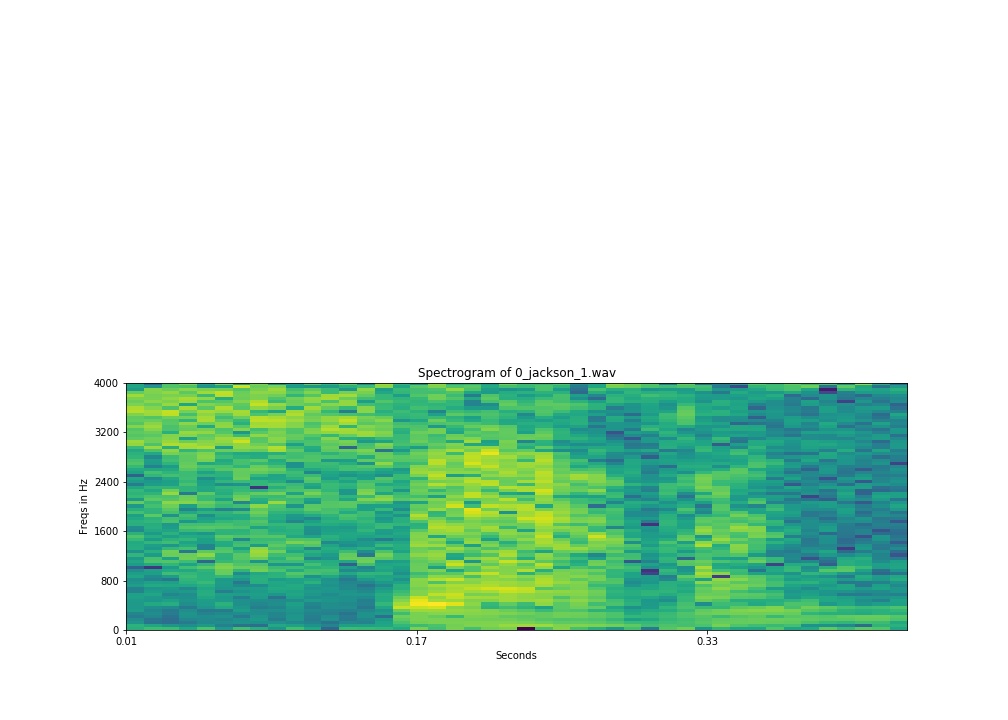 Spectrogram of 0_jackson_1.wav
4000
3200
2400
1600
800
0
Freqs in Hz
0.01 0.17 0.33
Seconds